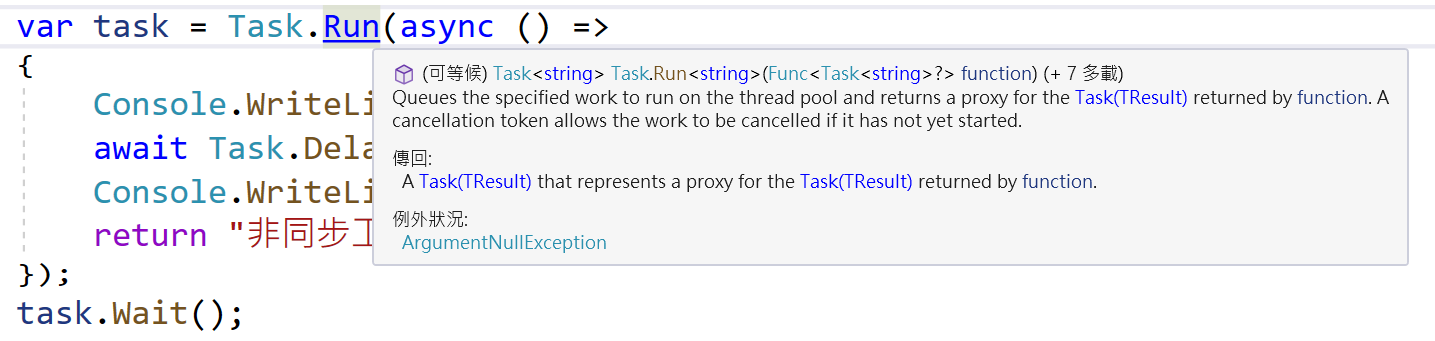 var task = Task.Run(async () =>
{
(可等候) Task<string> Task.Run<string>(Func<Task<string>?> function) (+ 7 多載)
Console.WriteLi
Queues the specified work to run on the thread pool and returns a proxy for the Task(TResult) returned by function. A
cancellation token allows the work to be cancelled if it has not yet started.
await Task.Dela
傳回:
A Task(TResult) that represents a proxy for the Task(TResult) returned by function.
Console.WriteLi
例外狀況:
return "非同步工
ArgumentNullException
});
task.Wait();